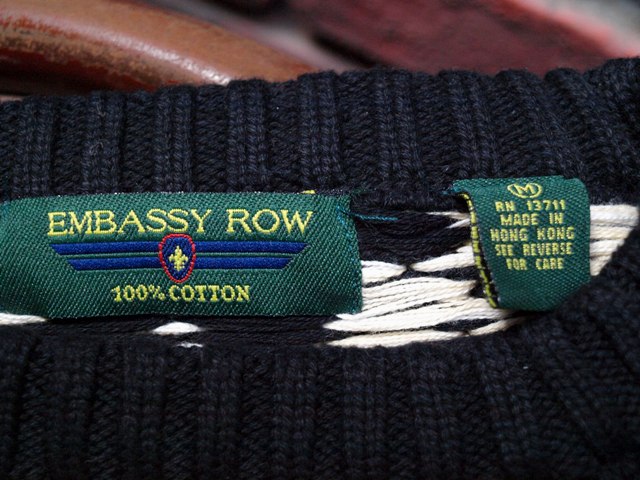 EMBASSY ROW
100% COTTON
M
RN 13711
MADE IN
HONG KONG
SEE REVERSE
FOR CARE